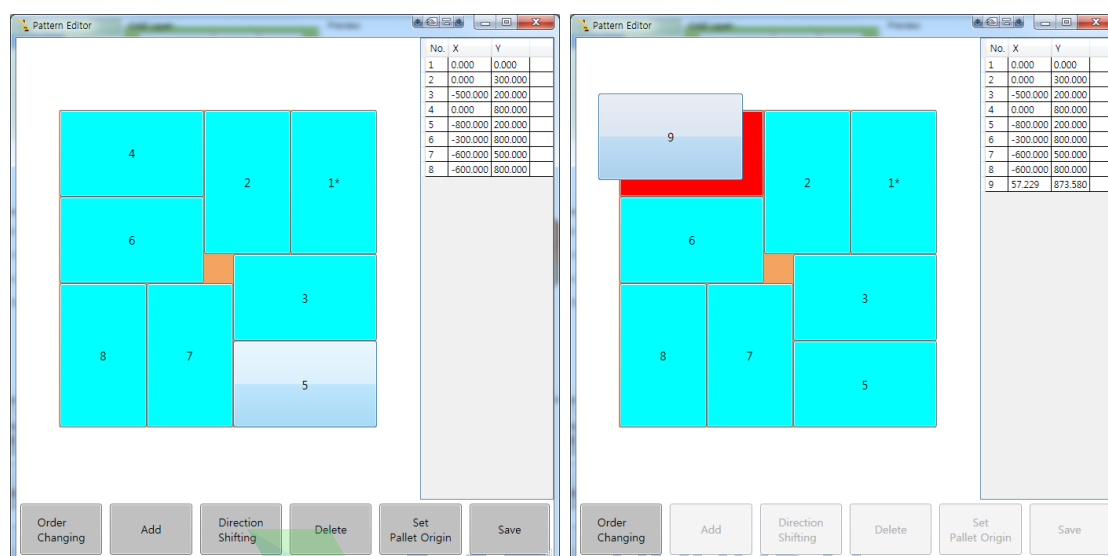 Pattern Editor
No. X Y
1 0.000 0.000
2 0.000 300.000
3 -500.000 200.000
4 0.000 800.000
5 -800.000 200.000
6 -300.000 800.000
7 -600.000 500.000
8 -600.000 800.000
4
2
1*
6
3
8
7
5
Order
Changing
Add
Direction
Shifting
Delete
Set
Pallet Origin
Save
Pattern Editor
No. X Y
1 0.000 0.000
2 0.000 300.000
3 -500.000 200.000
4 0.000 800.000
5 -800.000 200.000
6 -300.000 800.000
7 -600.000 500.000
8 -600.000 800.000
9 57.229 873.580
9
2
1*
6
3
8
7
5
Order
Changing
Add
Direction
Shifting
Delete
Set
Pallet Origin
Save